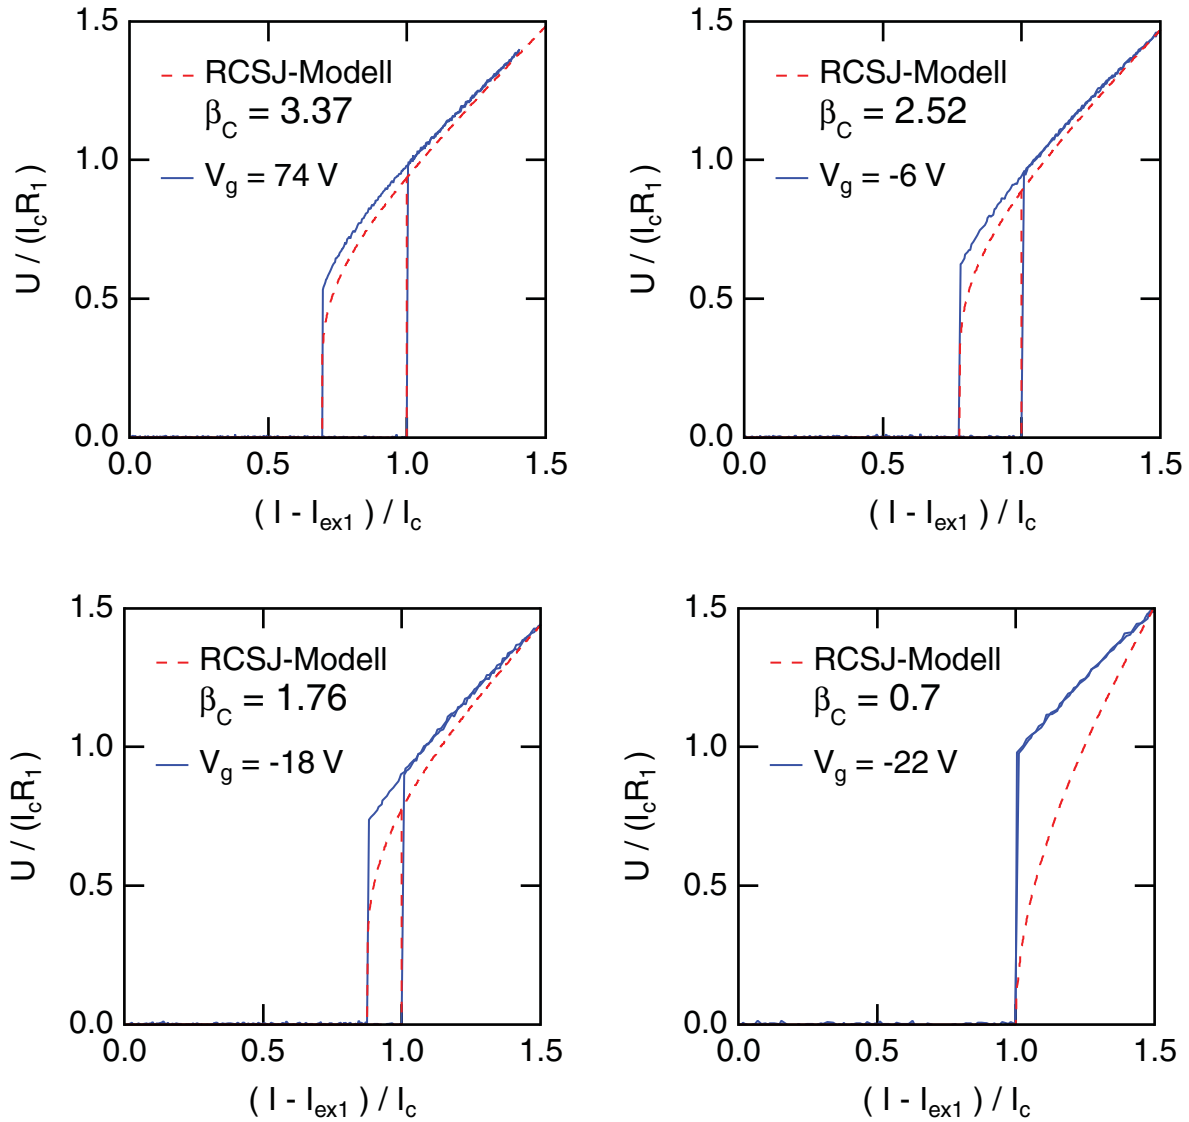 1.5
RCSJ-Modell
β_C = 3.37
1.0
V_g = 74 V
U / (I_cR_1)
0.5
0.0
0.0 0.5 1.0 1.5
( I - I_ex1 ) / I_c
1.5
RCSJ-Modell
β_C = 2.52
1.0
V_g = -6 V
U / (I_cR_1)
0.5
0.0
0.0 0.5 1.0 1.5
( I - I_ex1 ) / I_c
1.5
RCSJ-Modell
β_C = 1.76
1.0
V_g = -18 V
U / (I_cR_1)
0.5
0.0
0.0 0.5 1.0 1.5
( I - I_ex1 ) / I_c
1.5
RCSJ-Modell
β_C = 0.7
1.0
V_g = -22 V
U / (I_cR_1)
0.5
0.0
0.0 0.5 1.0 1.5
( I - I_ex1 ) / I_c